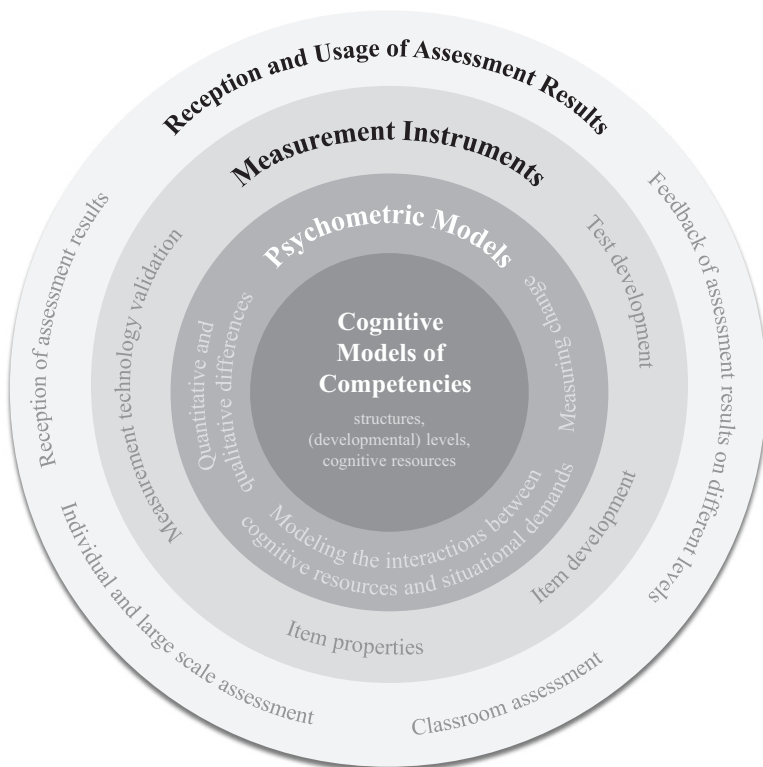 Reception and Usage of Assessment Results
Measurement Instruments
Psychometric Models
Cognitive
Models of
Competencies
structures,
(developmental) levels,
cognitive resources
Quantitative and
qualitative differences
Measuring change
Modeling the interactions between
cognitive resources and situational demands
Measurement technology validation
Test development
Item development
Item properties
Reception of assessment results
Feedback of assessment results on different levels
Individual and large scale assessment
Classroom assessment